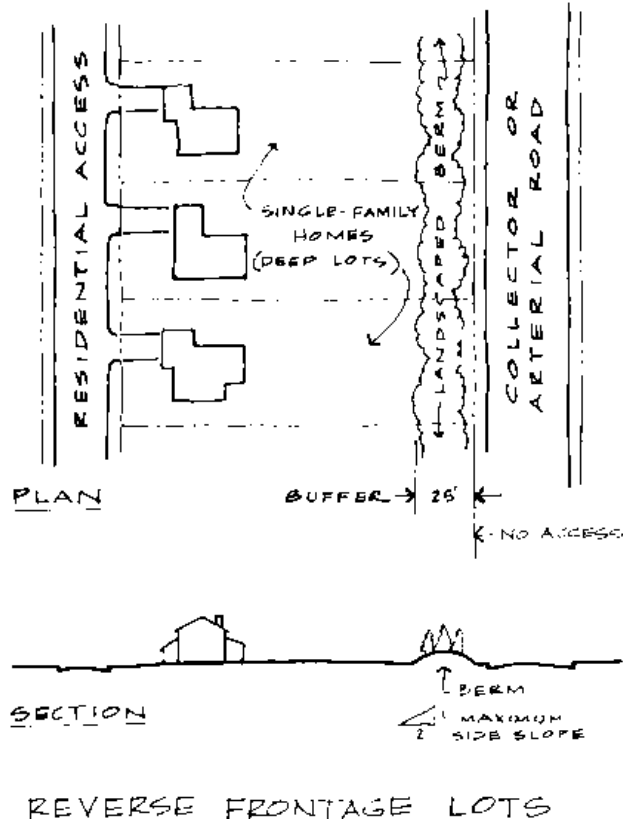 RESIDENTIAL ACCESS
SINGLE-FAMILY
HOMES
(DEEP LOTS)
LANDSCAPED BERM
COLLECTOR OR
ARTERIAL ROAD
PLAN
BUFFER 25'
NO ACCESS
BERM
1
2
MAXIMUM
SIDE SLOPE
SECTION
REVERSE FRONTAGE LOTS